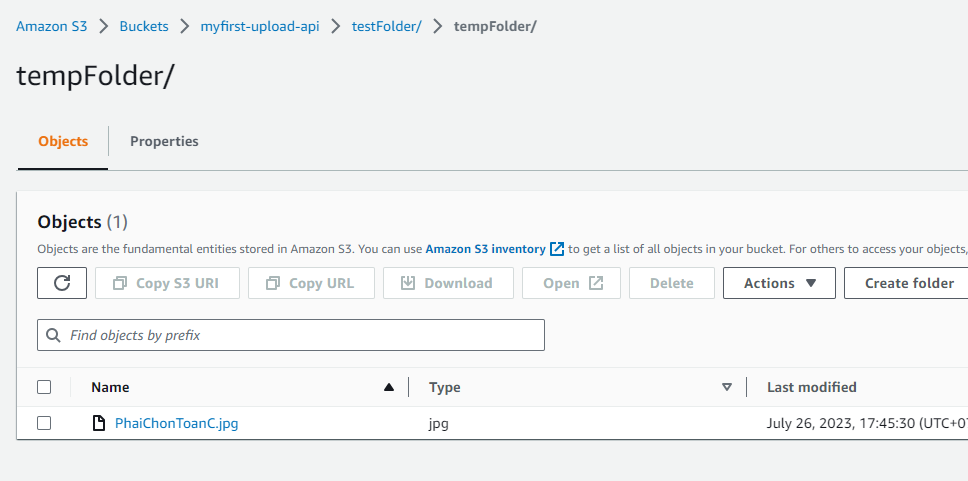 Amazon S3 > Buckets > myfirst-upload-api > testFolder/ > tempFolder/
tempFolder/
Objects Properties
Objects (1)
Objects are the fundamental entities stored in Amazon S3. You can use Amazon S3 inventory to get a list of all objects in your bucket. For others to access your objects,
Copy S3 URI Copy URL Download Open Delete Actions Create folder
Find objects by prefix
Name Type Last modified
PhaiChonToanC.jpg jpg July 26, 2023, 17:45:30 (UTC+07